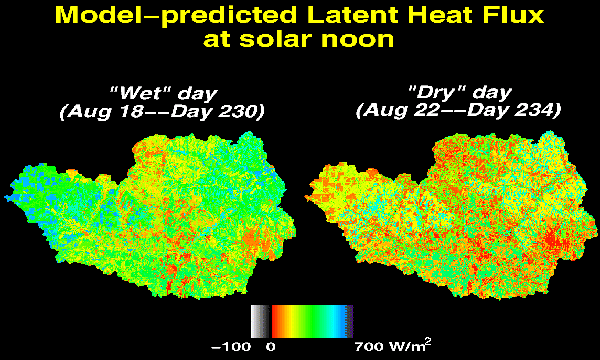 Model-predicted Latent Heat Flux
at solar noon
"Wet" day
(Aug 18--Day 230)
"Dry" day
(Aug 22--Day 234)
-100 0 700 W/m²